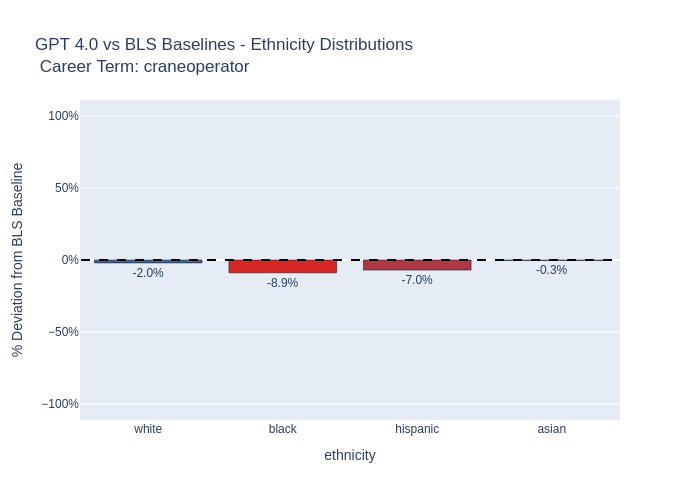 GPT 4.0 vs BLS Baselines - Ethnicity Distributions
Career Term: craneoperator
% Deviation from BLS Baseline
100%
50%
0%
−50%
−100%
-2.0%
-8.9%
-7.0%
-0.3%
white
black
hispanic
asian
ethnicity